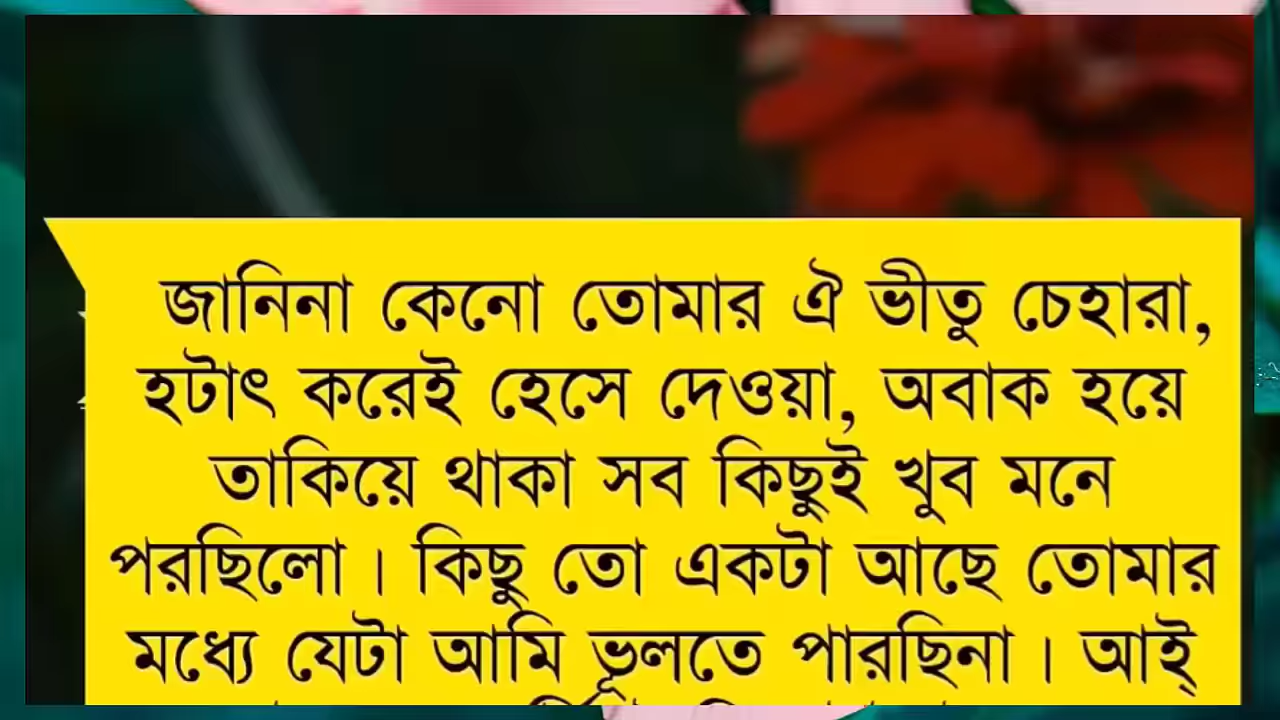 জানিনা কেনো তোমার ঐ ভীতু চেহারা,
হটাৎ করেই হেসে দেওয়া, অবাক হয়ে
তাকিয়ে থাকা সব কিছুই খুব মনে
পরছিলো। কিছু তো একটা আছে তোমার
মধ্যে যেটা আমি ভূলতে পারছিনা। আই্